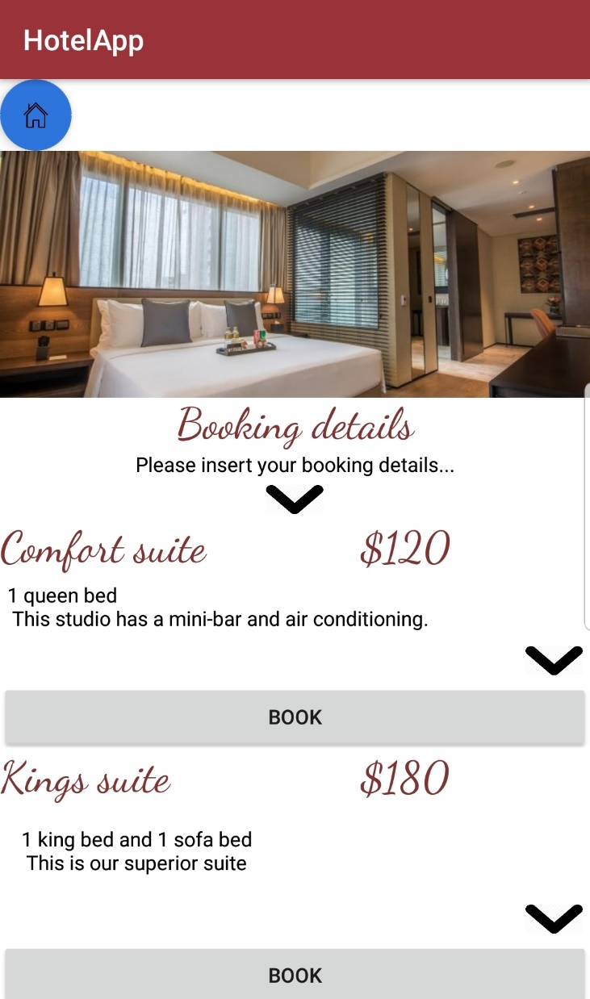 HotelApp
Booking details
Please insert your booking details...
Comfort suite $120
1 queen bed
This studio has a mini-bar and air conditioning.
BOOK
Kings suite $180
1 king bed and 1 sofa bed
This is our superior suite
BOOK